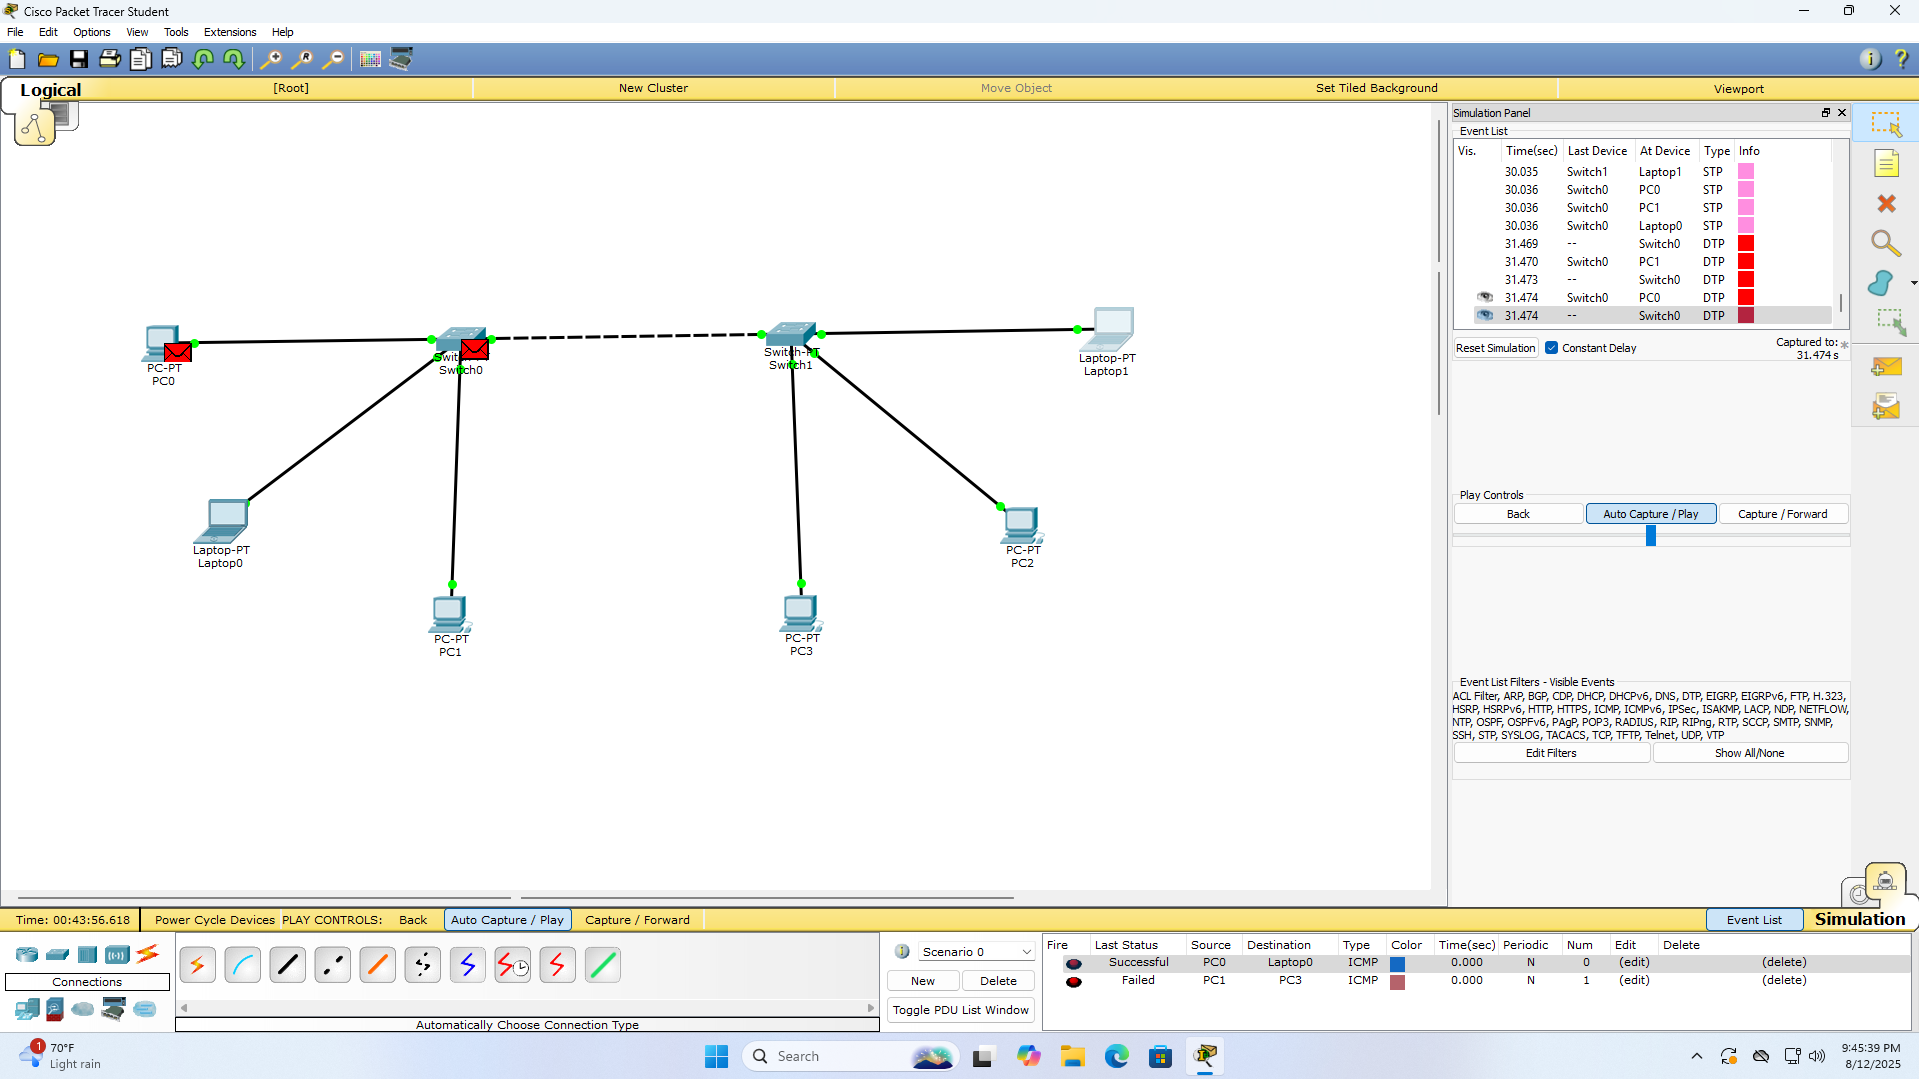 Cisco Packet Tracer Student
File Edit Options View Tools Extensions Help
Logical [Root] New Cluster Move Object Set Tiled Background Viewport
Simulation Panel
Event List
Vis. Time(sec) Last Device At Device Type Info
30.035 Switch1 Laptop1 STP
30.036 Switch0 PC0 STP
30.036 Switch0 PC1 STP
30.036 Switch0 Laptop0 STP
31.469 -- Switch0 DTP
31.470 Switch0 PC1 DTP
31.473 -- Switch0 DTP
31.474 Switch0 PC0 DTP
31.474 -- Switch0 DTP
Reset Simulation Constant Delay Captured to:
31.474 s
PC-PT
PC0
Switch0
Switch-PT
Switch1
Laptop-PT
Laptop1
Laptop-PT
Laptop0
PC-PT
PC1
PC-PT
PC3
PC-PT
PC2
Play Controls
Back Auto Capture / Play Capture / Forward
Event List Filters - Visible Events
ACL Filter, ARP, BGP, CDP, DHCP, DHCPv6, DNS, DTP, EIGRP, EIGRPv6, FTP, H.323,
HSRP, HSRPv6, HTTP, HTTPS, ICMP, ICMPv6, IPSec, ISAKMP, LACP, NDP, NETFLOW,
NTP, OSPF, OSPFv6, PAgP, POP3, RADIUS, RIP, RIPng, RTP, SCCP, SMTP, SNMP,
SSH, STP, SYSLOG, TACACS, TCP, TFTP, Telnet, UDP, VTP
Edit Filters Show All/None
Time: 00:43:56.618 Power Cycle Devices PLAY CONTROLS: Back Auto Capture / Play Capture / Forward Event List Simulation
Connections
Automatically Choose Connection Type
Scenario 0
New Delete
Toggle PDU List Window
Fire Last Status Source Destination Type Color Time(sec) Periodic Num Edit Delete
Successful PC0 Laptop0 ICMP 0.000 N 0 (edit) (delete)
Failed PC1 PC3 ICMP 0.000 N 1 (edit) (delete)
1
70°F
Light rain
Search
9:45:39 PM
8/12/2025